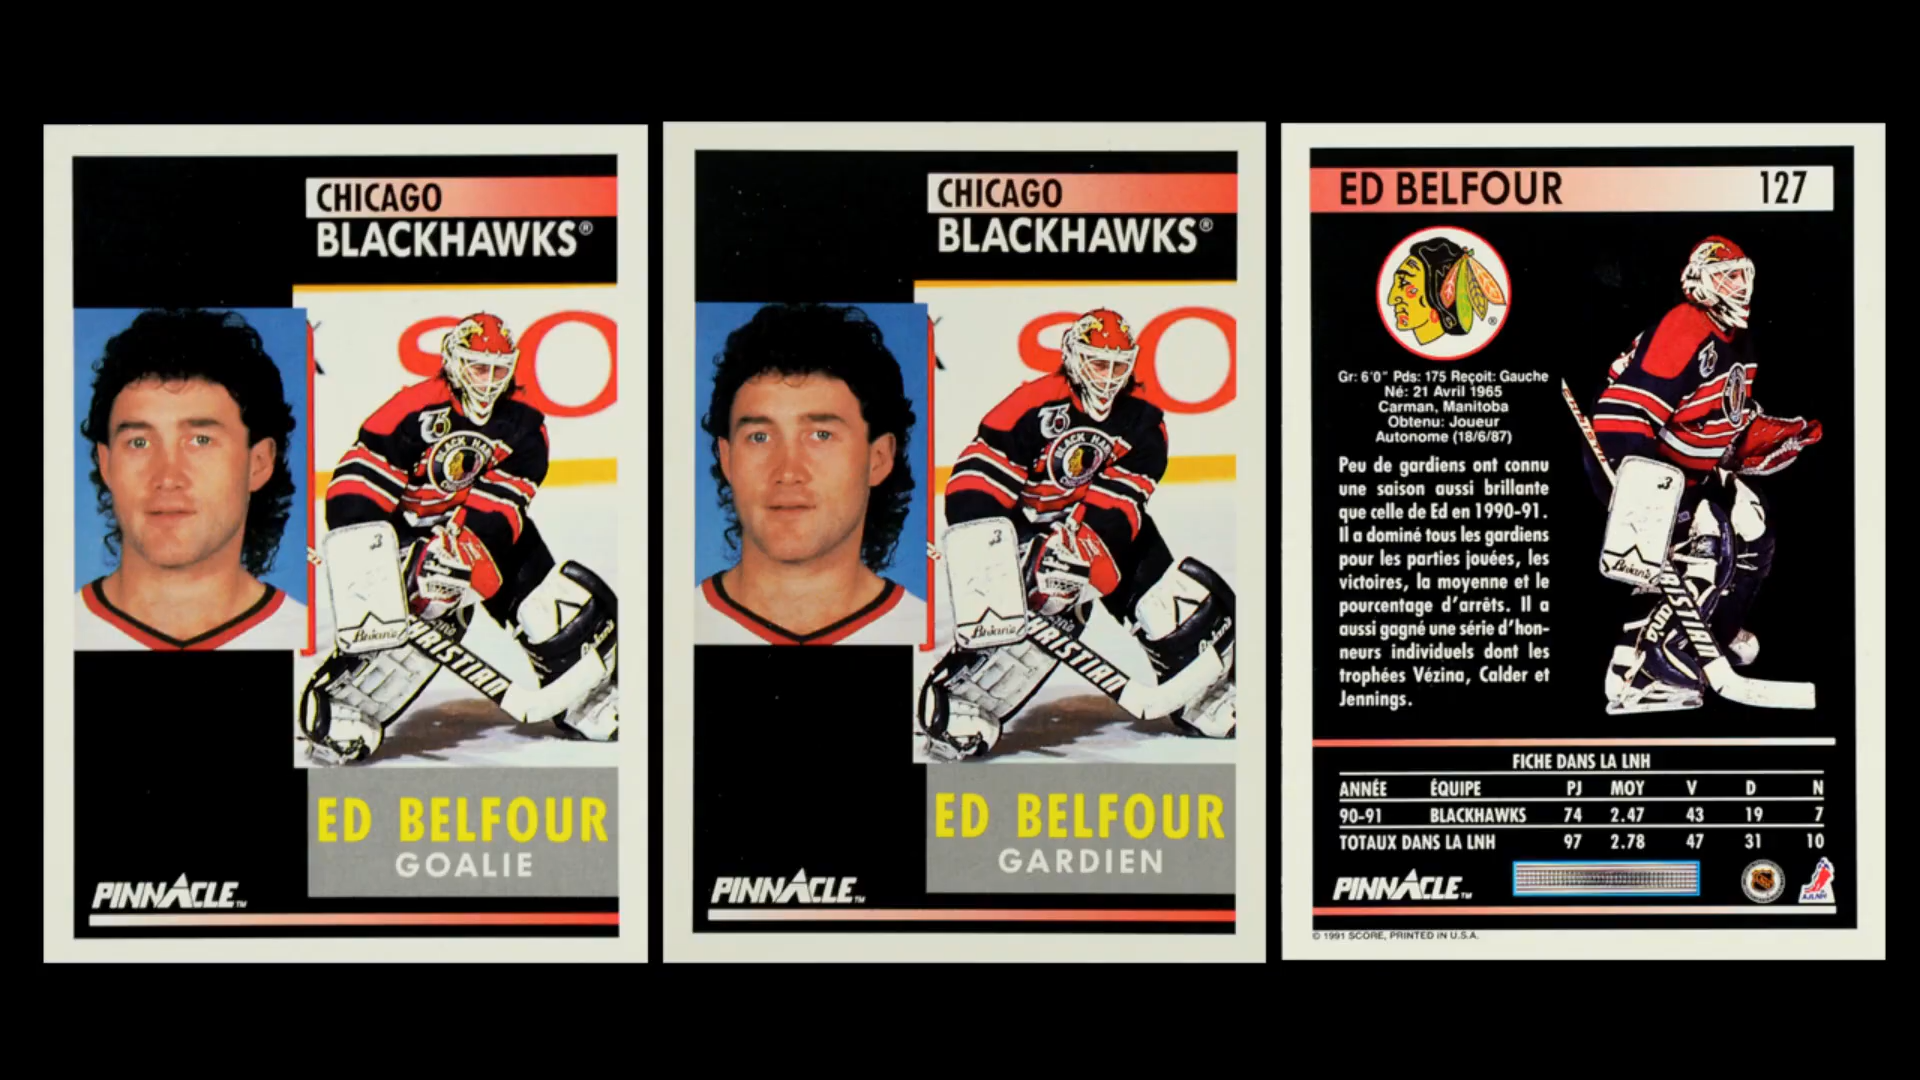 CHICAGO
BLACKHAWKS®
ED BELFOUR
GOALIE
PINNACLE™
CHICAGO
BLACKHAWKS®
ED BELFOUR
GARDIEN
PINNACLE™
ED BELFOUR 127
Gr: 6'0" Pds: 175 Reçoit: Gauche
Né: 21 Avril 1965
Carman, Manitoba
Obtenu: Joueur
Autonome (18/6/87)
Peu de gardiens ont connu
une saison aussi brillante
que celle de Ed en 1990-91.
Il a dominé tous les gardiens
pour les parties jouées, les
victoires, la moyenne et le
pourcentage d'arrêts. Il a
aussi gagné une série d'hon-
neurs individuels dont les
trophées Vézina, Calder et
Jennings.
FICHE DANS LA LNH
ANNÉE ÉQUIPE PJ MOY V D N
90-91 BLACKHAWKS 74 2.47 43 19 7
TOTAUX DANS LA LNH 97 2.78 47 31 10
PINNACLE™
© 1991 SCORE, PRINTED IN U.S.A.